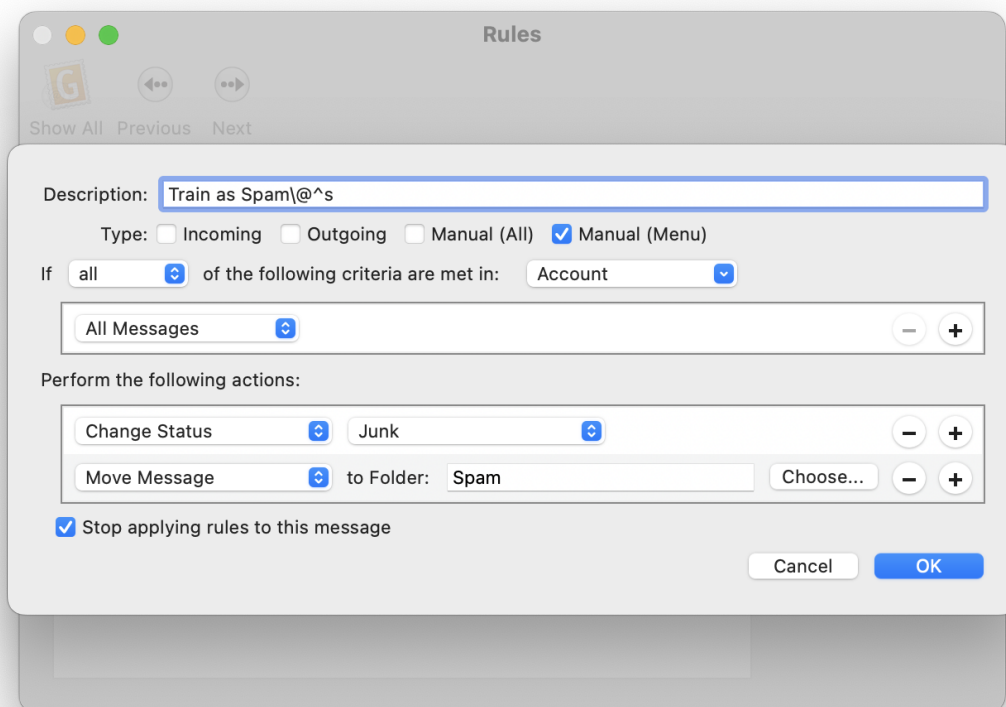 Rules
G
Show All Previous Next
Description: Train as Spam\@^s
Type: Incoming Outgoing Manual (All) Manual (Menu)
If all of the following criteria are met in: Account
All Messages
Perform the following actions:
Change Status Junk
Move Message to Folder: Spam Choose...
Stop applying rules to this message
Cancel OK